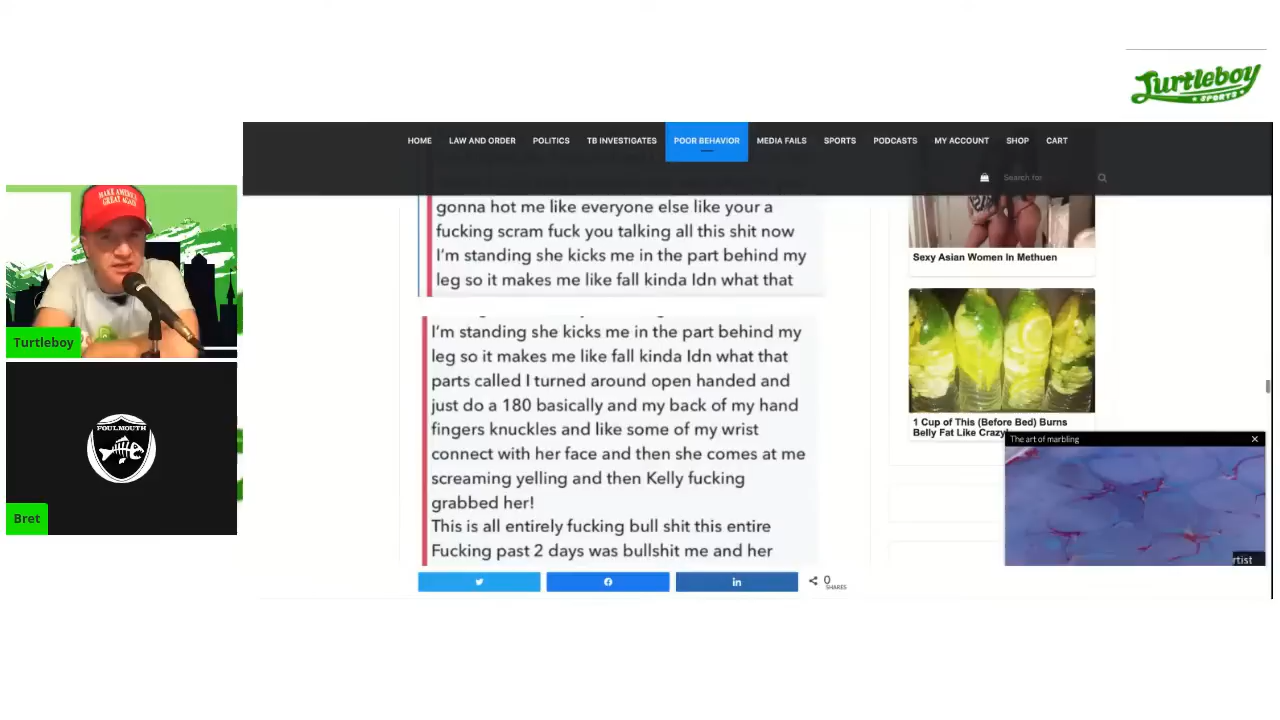 Turtleboy
SPORTS
HOME LAW AND ORDER POLITICS TB INVESTIGATES POOR BEHAVIOR MEDIA FAILS SPORTS PODCASTS MY ACCOUNT SHOP CART
Search for
MAKE AMERICA
GREAT AGAIN
Turtleboy
FOULMOUTH
Bret
gonna hot me like everyone else like your a
fucking scram fuck you talking all this shit now
I'm standing she kicks me in the part behind my
leg so it makes me like fall kinda Idn what that
I'm standing she kicks me in the part behind my
leg so it makes me like fall kinda Idn what that
parts called I turned around open handed and
just do a 180 basically and my back of my hand
fingers knuckles and like some of my wrist
connect with her face and then she comes at me
screaming yelling and then Kelly fucking
grabbed her!
This is all entirely fucking bull shit this entire
Fucking past 2 days was bullshit me and her
0
SHARES
Sexy Asian Women In Methuen
1 Cup of This (Before Bed) Burns
Belly Fat Like Crazy!
The art of marbling
rtist